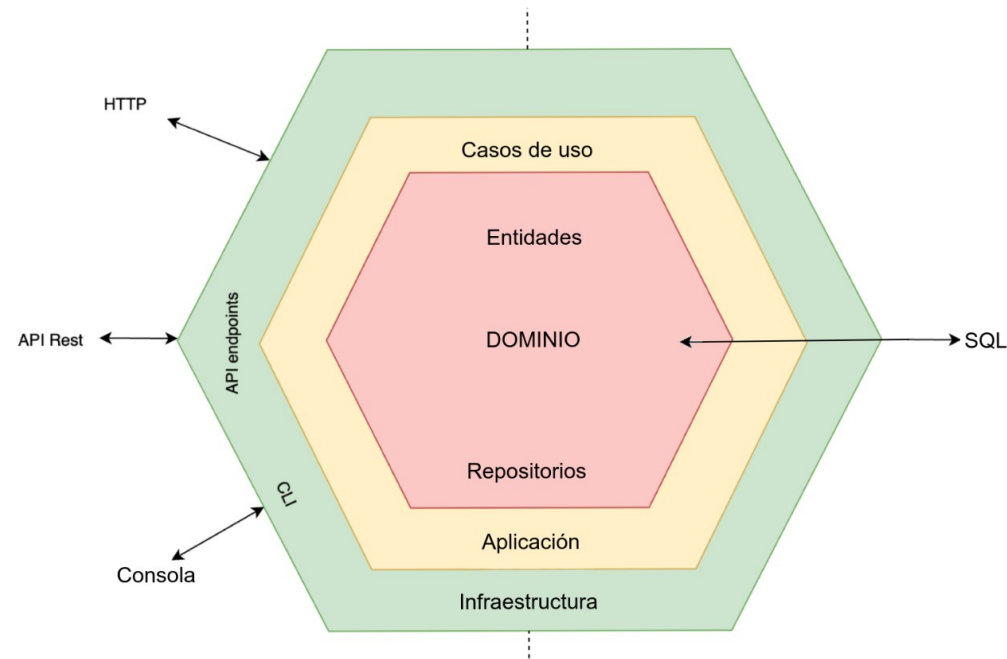 HTTP
Casos de uso
Entidades
API Rest
API endpoints
DOMINIO
SQL
Repositorios
CLI
Aplicación
Consola
Infraestructura